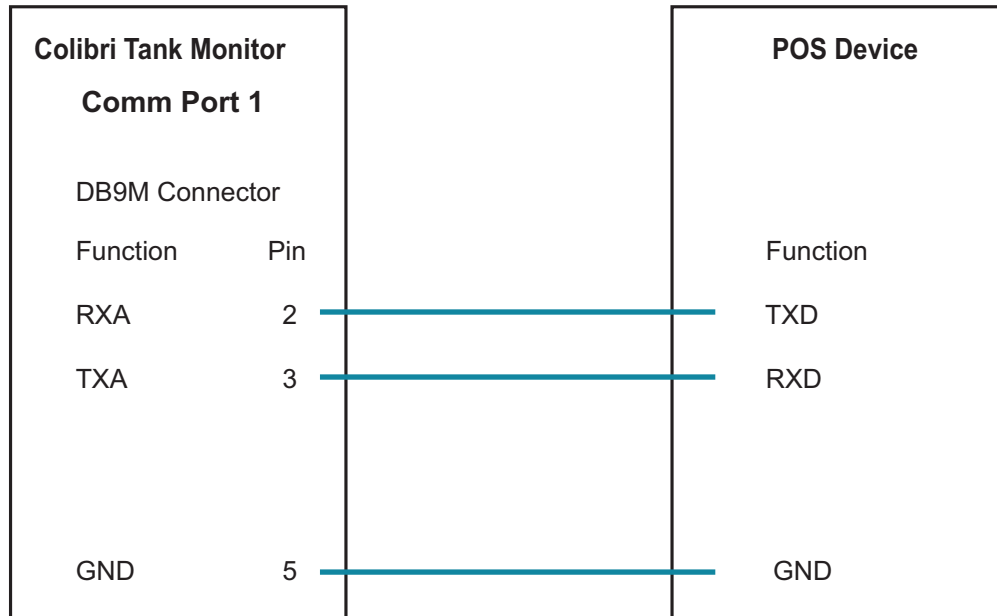 Colibri Tank Monitor POS Device
Comm Port 1
DB9M Connector
Function Pin Function
RXA 2 TXD
TXA 3 RXD
GND 5 GND